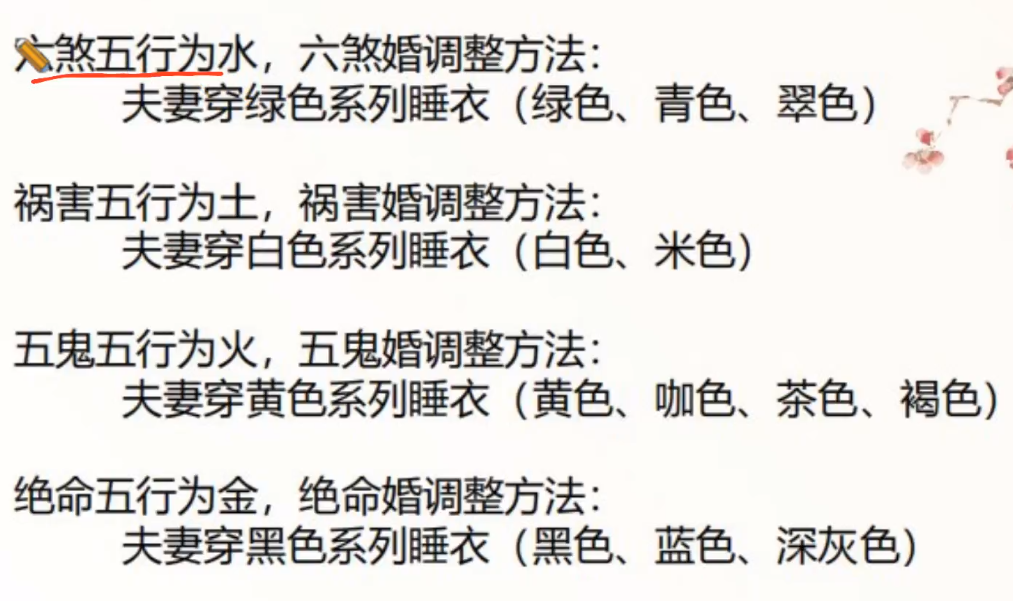 六煞五行为水，六煞婚调整方法：
夫妻穿绿色系列睡衣（绿色、青色、翠色）
祸害五行为土，祸害婚调整方法：
夫妻穿白色系列睡衣（白色、米色）
五鬼五行为火，五鬼婚调整方法：
夫妻穿黄色系列睡衣（黄色、咖色、茶色、褐色）
绝命五行为金，绝命婚调整方法：
夫妻穿黑色系列睡衣（黑色、蓝色、深灰色）